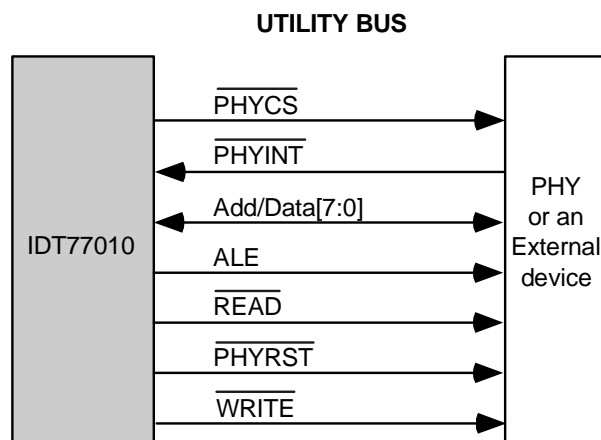 UTILITY BUS
PHYCS
PHYINT
Add/Data[7:0]
IDT77010
ALE
READ
PHYRST
WRITE
PHY
or an
External
device